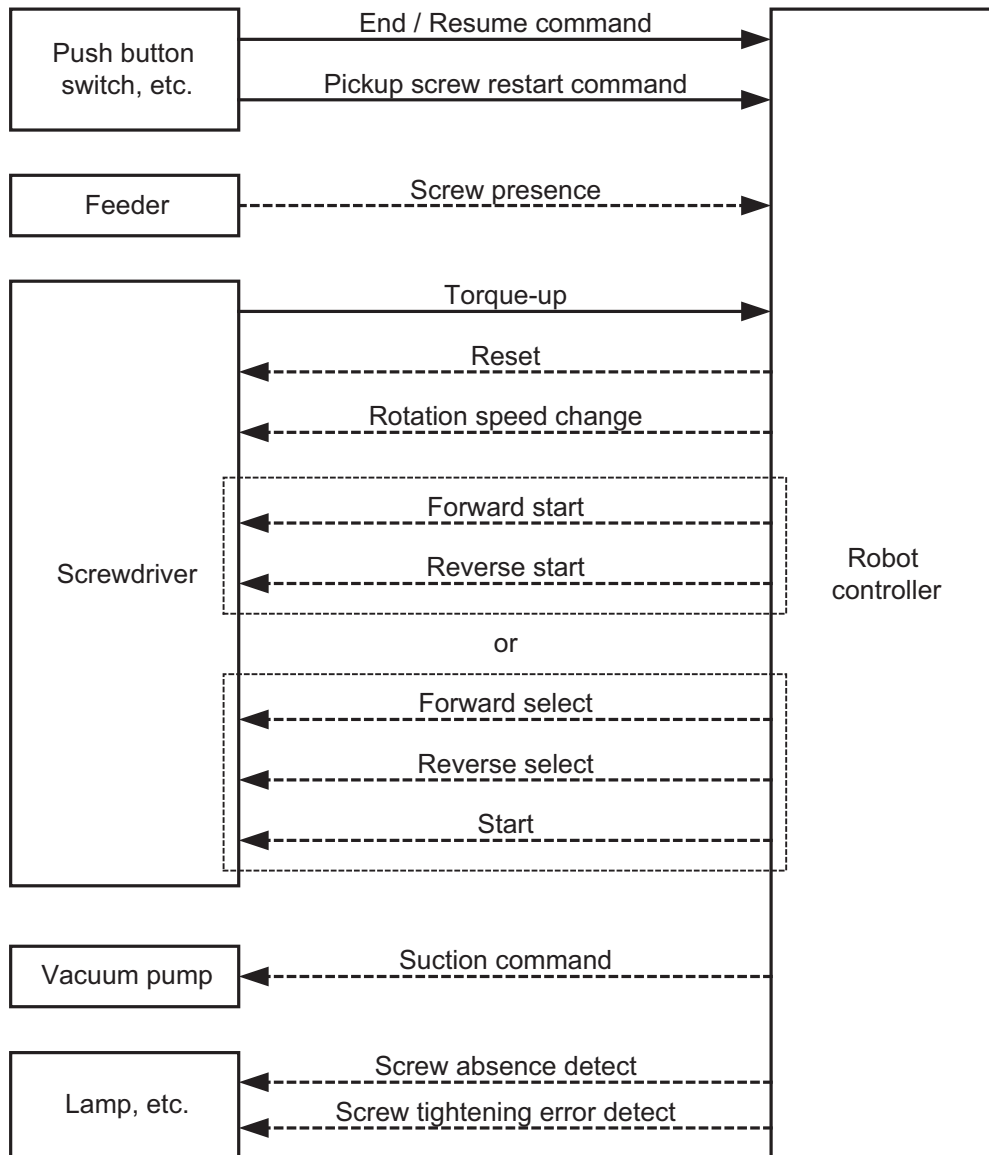 Push button
switch, etc.
End / Resume command
Pickup screw restart command
Feeder
Screw presence
Screwdriver
Torque-up
Reset
Rotation speed change
Forward start
Reverse start
or
Forward select
Reverse select
Start
Robot
controller
Vacuum pump
Suction command
Lamp, etc.
Screw absence detect
Screw tightening error detect